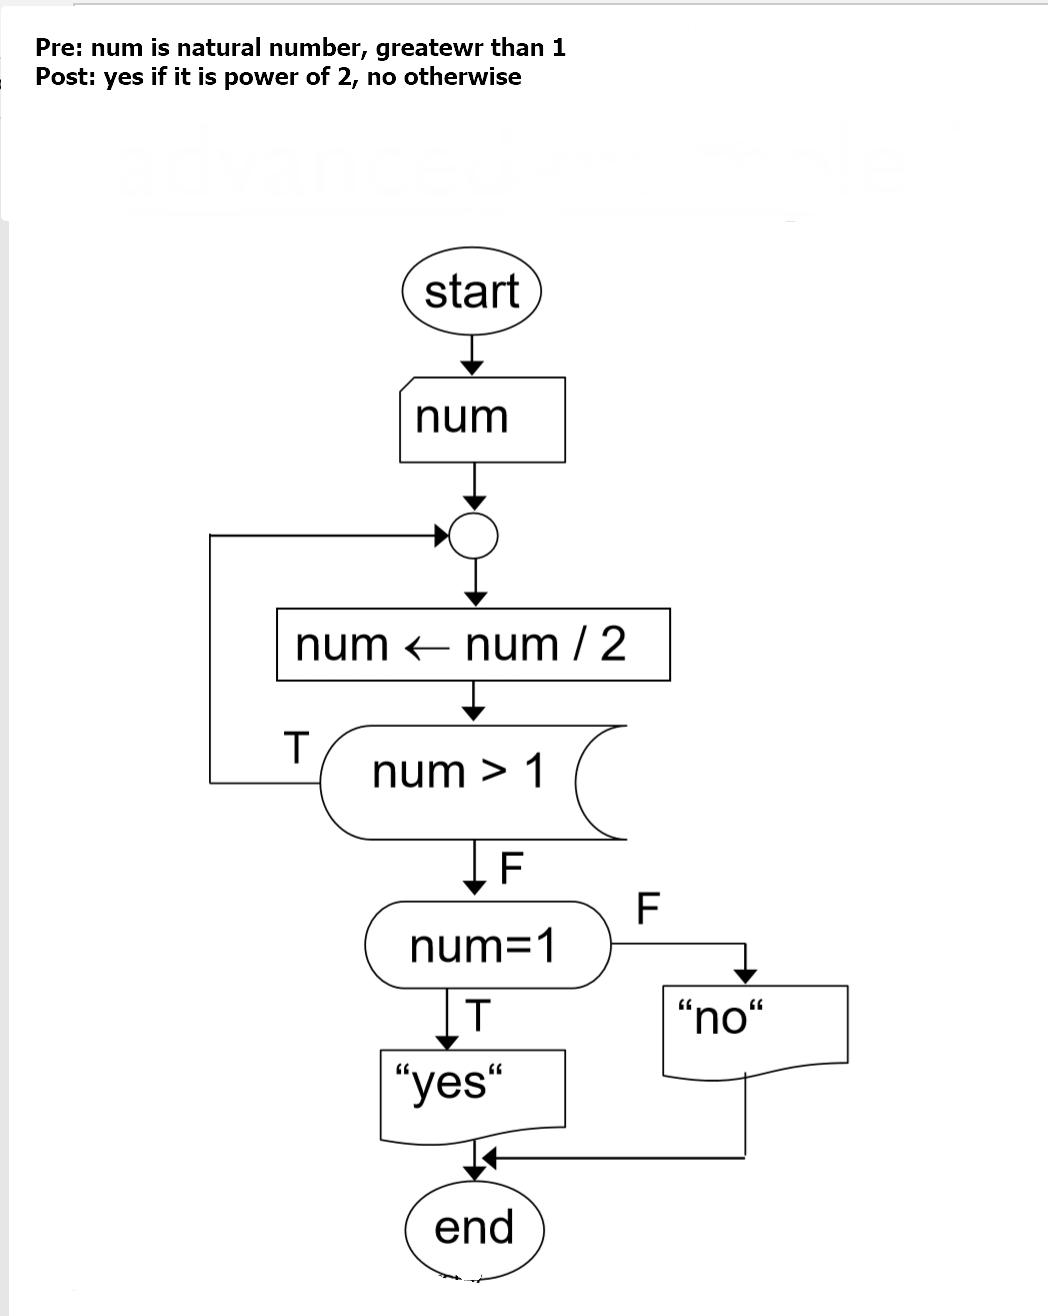 Pre: num is natural number, greatewr than 1
Post: yes if it is power of 2, no otherwise
start
num
num ← num / 2
T
num > 1
F
F
num=1
T
“no“
“yes“
end